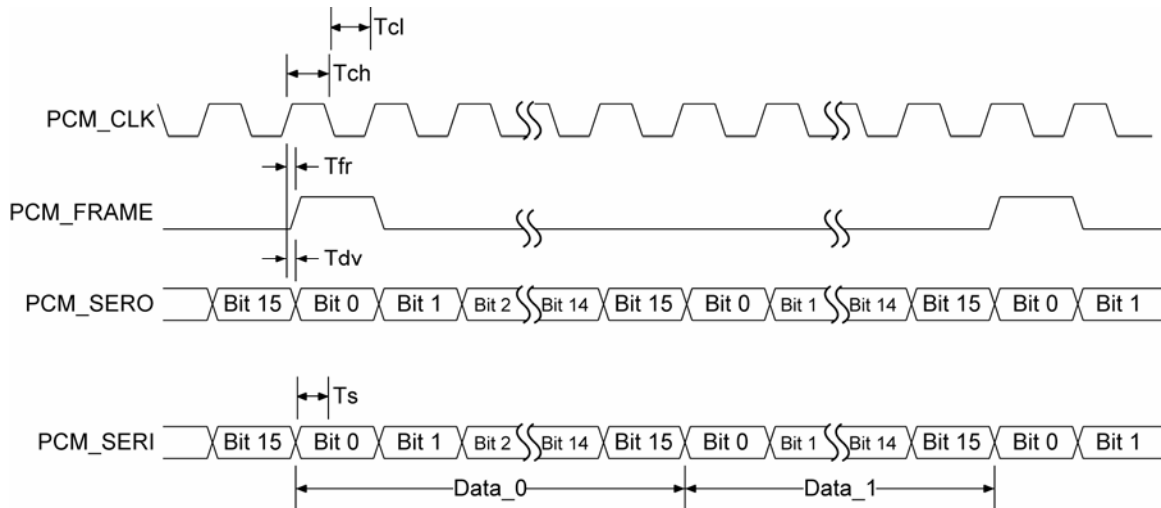 Tcl
Tch
PCM_CLK
Tfr
PCM_FRAME
Tdv
PCM_SERO Bit 15 Bit 0 Bit 1 Bit 2 Bit 14 Bit 15 Bit 0 Bit 1 Bit 14 Bit 15 Bit 0 Bit 1
Ts
PCM_SERI Bit 15 Bit 0 Bit 1 Bit 2 Bit 14 Bit 15 Bit 0 Bit 1 Bit 14 Bit 15 Bit 0 Bit 1
Data_0 Data_1